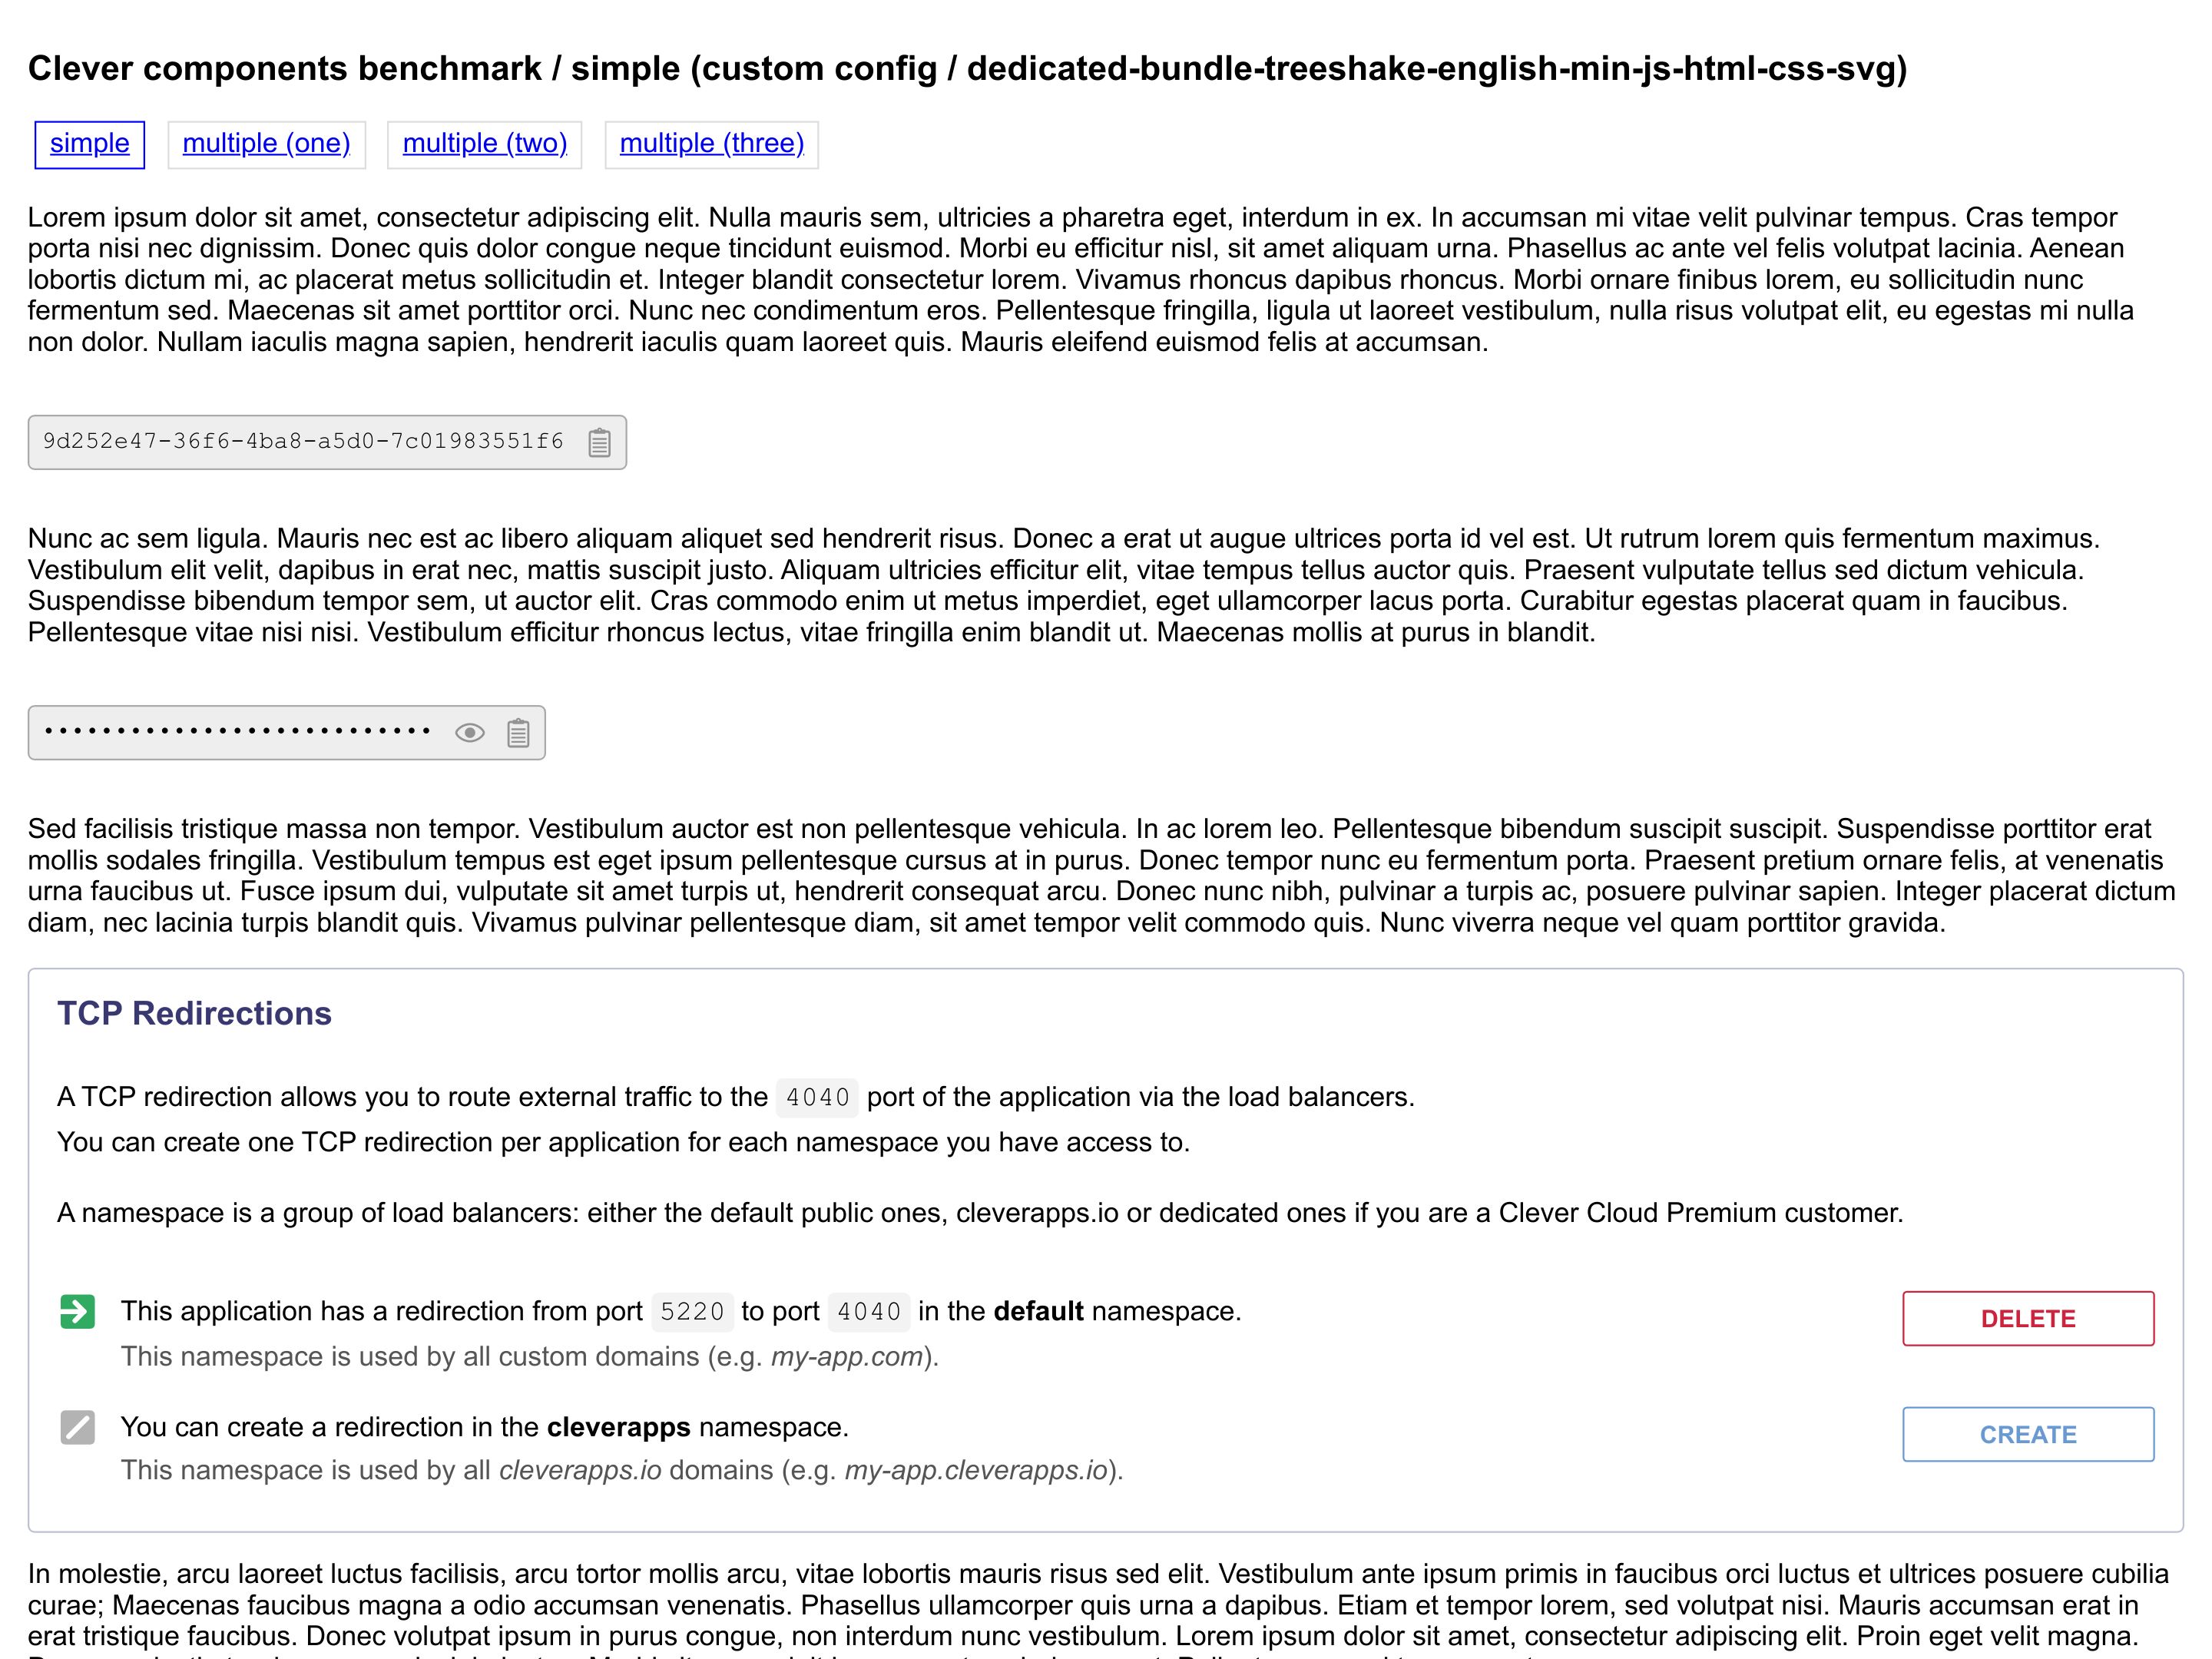 Clever components benchmark / simple (custom config / dedicated-bundle-treeshake-english-min-js-html-css-svg)
simple multiple (one) multiple (two) multiple (three)
Lorem ipsum dolor sit amet, consectetur adipiscing elit. Nulla mauris sem, ultricies a pharetra eget, interdum in ex. In accumsan mi vitae velit pulvinar tempus. Cras tempor
porta nisi nec dignissim. Donec quis dolor congue neque tincidunt euismod. Morbi eu efficitur nisl, sit amet aliquam urna. Phasellus ac ante vel felis volutpat lacinia. Aenean
lobortis dictum mi, ac placerat metus sollicitudin et. Integer blandit consectetur lorem. Vivamus rhoncus dapibus rhoncus. Morbi ornare finibus lorem, eu sollicitudin nunc
fermentum sed. Maecenas sit amet porttitor orci. Nunc nec condimentum eros. Pellentesque fringilla, ligula ut laoreet vestibulum, nulla risus volutpat elit, eu egestas mi nulla
non dolor. Nullam iaculis magna sapien, hendrerit iaculis quam laoreet quis. Mauris eleifend euismod felis at accumsan.
9d252e47-36f6-4ba8-a5d0-7c01983551f6
Nunc ac sem ligula. Mauris nec est ac libero aliquam aliquet sed hendrerit risus. Donec a erat ut augue ultrices porta id vel est. Ut rutrum lorem quis fermentum maximus.
Vestibulum elit velit, dapibus in erat nec, mattis suscipit justo. Aliquam ultricies efficitur elit, vitae tempus tellus auctor quis. Praesent vulputate tellus sed dictum vehicula.
Suspendisse bibendum tempor sem, ut auctor elit. Cras commodo enim ut metus imperdiet, eget ullamcorper lacus porta. Curabitur egestas placerat quam in faucibus.
Pellentesque vitae nisi nisi. Vestibulum efficitur rhoncus lectus, vitae fringilla enim blandit ut. Maecenas mollis at purus in blandit.
Sed facilisis tristique massa non tempor. Vestibulum auctor est non pellentesque vehicula. In ac lorem leo. Pellentesque bibendum suscipit suscipit. Suspendisse porttitor erat
mollis sodales fringilla. Vestibulum tempus est eget ipsum pellentesque cursus at in purus. Donec tempor nunc eu fermentum porta. Praesent pretium ornare felis, at venenatis
urna faucibus ut. Fusce ipsum dui, vulputate sit amet turpis ut, hendrerit consequat arcu. Donec nunc nibh, pulvinar a turpis ac, posuere pulvinar sapien. Integer placerat dictum
diam, nec lacinia turpis blandit quis. Vivamus pulvinar pellentesque diam, sit amet tempor velit commodo quis. Nunc viverra neque vel quam porttitor gravida.
TCP Redirections
A TCP redirection allows you to route external traffic to the 4040 port of the application via the load balancers.
You can create one TCP redirection per application for each namespace you have access to.
A namespace is a group of load balancers: either the default public ones, cleverapps.io or dedicated ones if you are a Clever Cloud Premium customer.
This application has a redirection from port 5220 to port 4040 in the default namespace.
This namespace is used by all custom domains (e.g. my-app.com).
DELETE
You can create a redirection in the cleverapps namespace.
This namespace is used by all cleverapps.io domains (e.g. my-app.cleverapps.io).
CREATE
In molestie, arcu laoreet luctus facilisis, arcu tortor mollis arcu, vitae lobortis mauris risus sed elit. Vestibulum ante ipsum primis in faucibus orci luctus et ultrices posuere cubilia
curae; Maecenas faucibus magna a odio accumsan venenatis. Phasellus ullamcorper quis urna a dapibus. Etiam et tempor lorem, sed volutpat nisi. Mauris accumsan erat in
erat tristique faucibus. Donec volutpat ipsum in purus congue, non interdum nunc vestibulum. Lorem ipsum dolor sit amet, consectetur adipiscing elit. Proin eget velit magna.